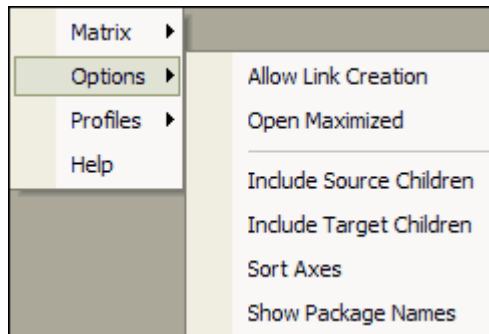 Matrix
Options
Profiles
Help
Allow Link Creation
Open Maximized
Include Source Children
Include Target Children
Sort Axes
Show Package Names